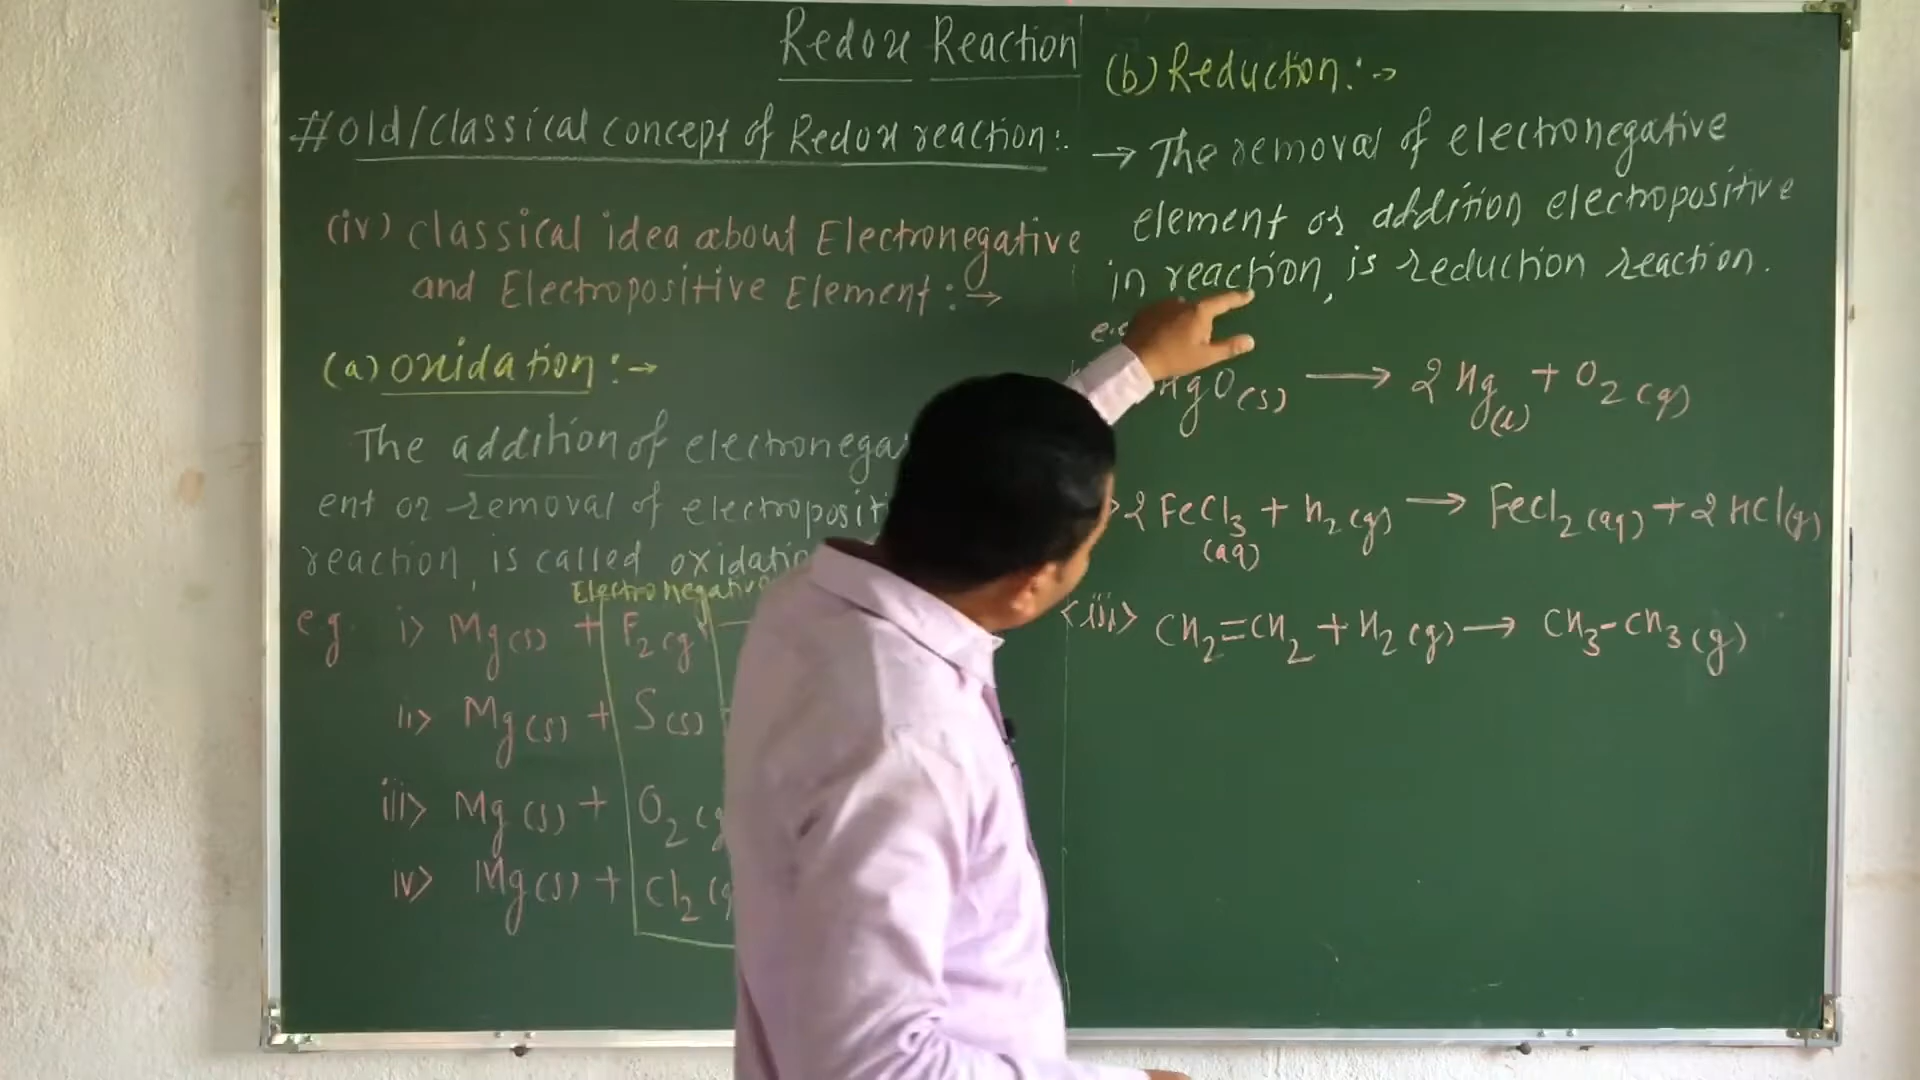 Redox Reaction
#Old/Classical concept of Redox reaction:.
(iv) Classical idea about Electronegative
and Electropositive Element :→
(a) Oxidation :→
The addition of electronega
ent or removal of electropositi
reaction, is called oxidatio
Electronegative
e.g. i> Mg(s) + F2(g)
ii> Mg(s) + S(s)
iii> Mg(s) + O2(g
iv> Mg(s) + Cl2(g
(b) Reduction :→
→ The removal of electronegative
element or addition electropositive
in reaction, is reduction reaction.
HgO(s) → 2Hg(l) + O2(g)
2FeCl3(aq) + H2(g) → FeCl2(aq) + 2HCl(g)
<iii> CH2=CH2 + H2(g) → CH3-CH3(g)